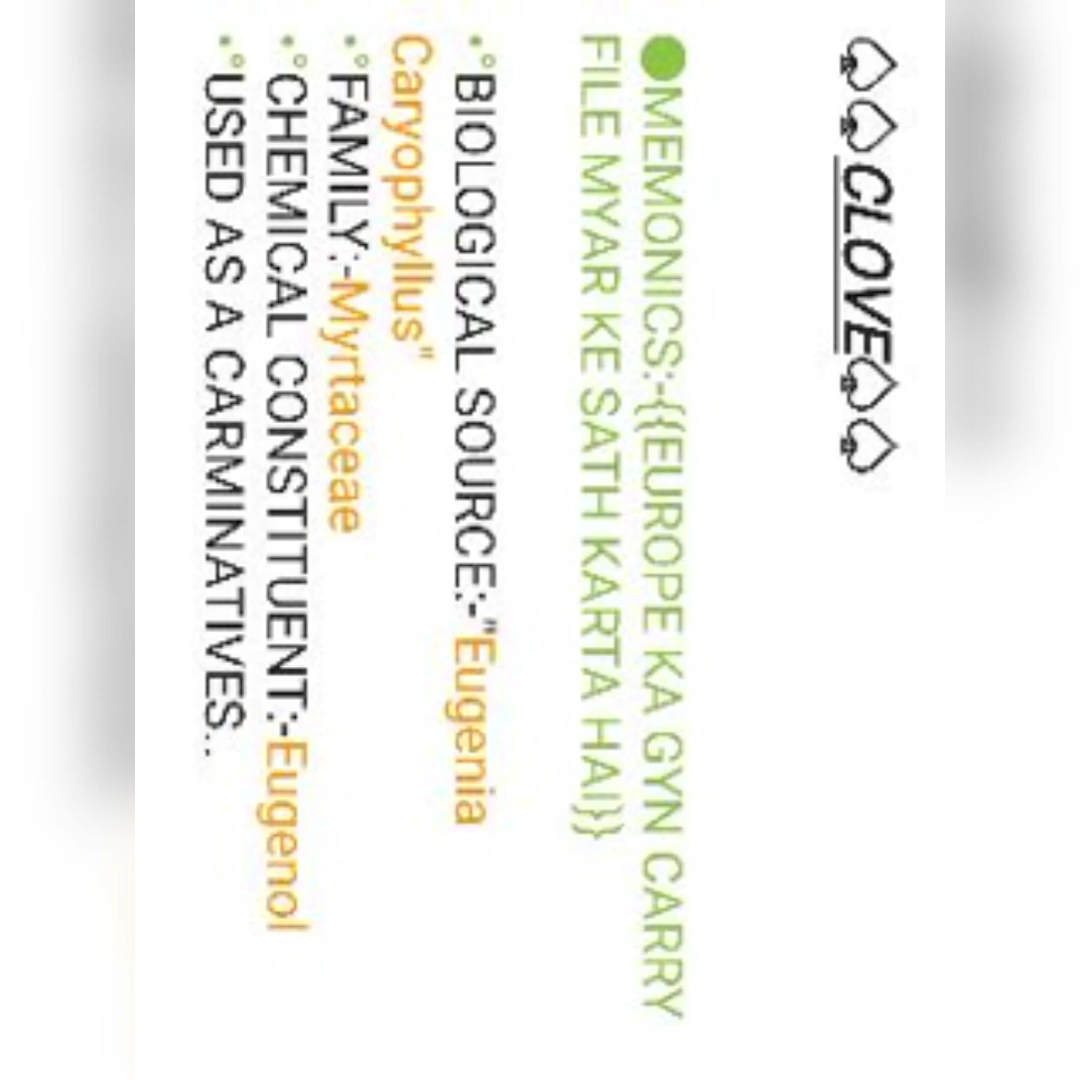 ♤♤CLOVE♤♤
●MEMONICS:-{{EUROPE KA GYN CARRY
FILE MYAR KE SATH KARTA HAI}}
•°BIOLOGICAL SOURCE:-"Eugenia
Caryophyllus"
•°FAMILY:-Myrtaceae
•°CHEMICAL CONSTITUENT:-Eugenol
•°USED AS A CARMINATIVES..